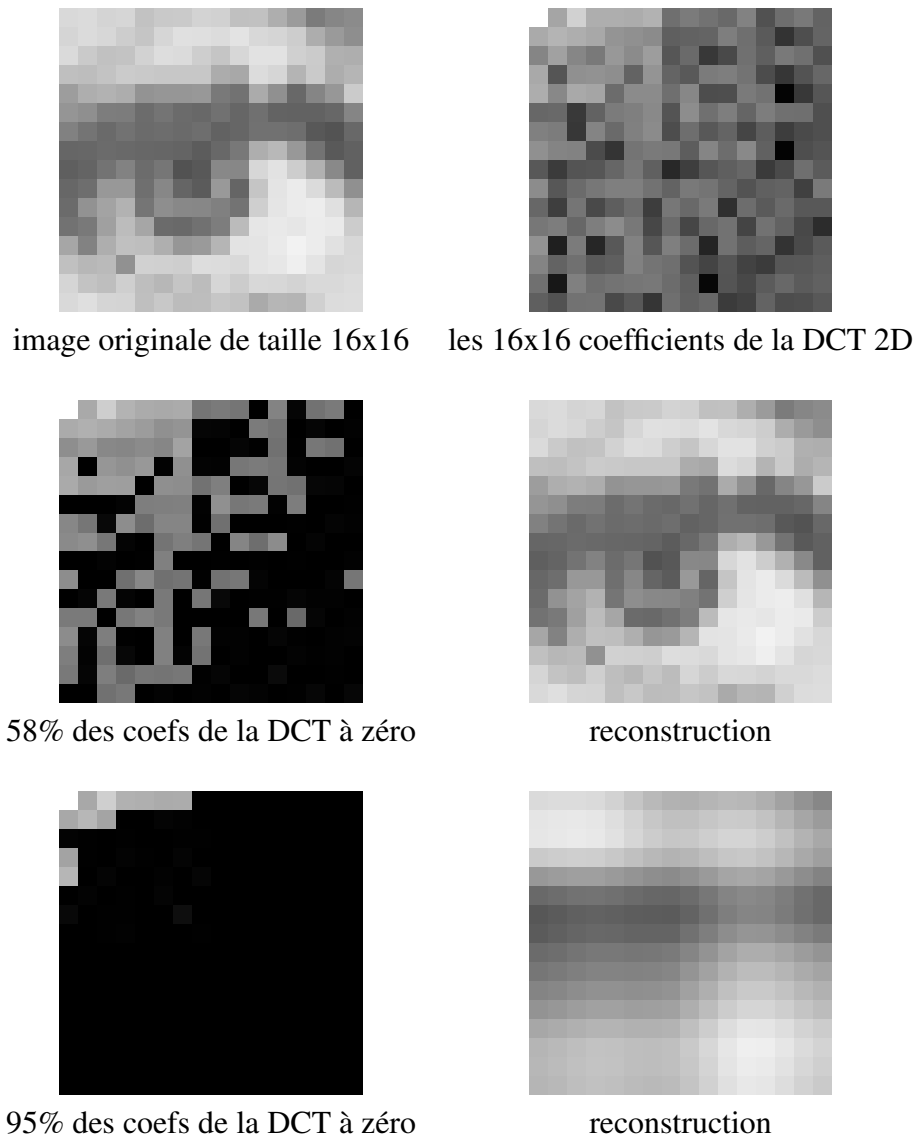 image originale de taille 16x16
les 16x16 coefficients de la DCT 2D
58% des coefs de la DCT à zéro
reconstruction
95% des coefs de la DCT à zéro
reconstruction